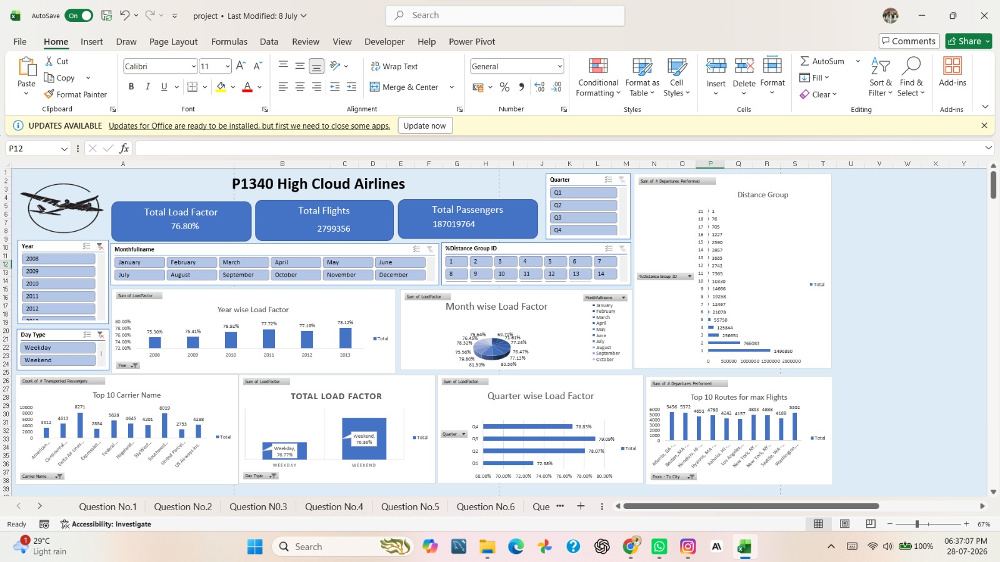 AutoSave On project • Last Modified: 8 July Search
File Home Insert Draw Page Layout Formulas Data Review View Developer Help Power Pivot Comments Share
Paste Cut Copy Format Painter Clipboard
Calibri 11 B I U Font
Wrap Text Merge & Center Alignment
General % Number
Conditional Formatting Format as Table Cell Styles Styles
Insert Delete Format Cells
AutoSum Fill Clear Sort & Filter Find & Select Editing
Add-ins Add-ins
UPDATES AVAILABLE Updates for Office are ready to be installed, but first we need to close some apps. Update now
P12 fx
A B C D E F G H I J K L M N O P Q R S T U V W X Y
1
2
3
4
5
6
7
8
9
10
11
12
13
14
15
16
17
18
19
20
21
22
23
24
25
26
27
28
29
30
31
32
33
34
35
36
37
38
39
P1340 High Cloud Airlines
Total Load Factor
76.80%
Total Flights
2799356
Total Passengers
187019764
Quarter
Q1
Q2
Q3
Q4
Year
2008
2009
2010
2011
2012
Monthfullname
January February March April May June
July August September October November December
%Distance Group ID
1 2 3 4 5 6 7
8 9 10 11 12 13 14
Day Type
Weekday
Weekend
Sum of LoadFactor
Year wise Load Factor
80.00%
78.00%
76.00%
74.00%
72.00%
75.30% 75.41% 76.92% 77.72% 77.19% 78.12%
2008 2009 2010 2011 2012 2013
Total
Year
Sum of LoadFactor
Month wise Load Factor
75.64% 69.71%
76.45% 71.61%
78.32% 77.24%
75.56% 76.47%
79.80% 77.13%
81.50% 80.56%
Monthfullname
January
February
March
April
May
June
July
August
September
October
Sum of # Departures Performed
Distance Group
%Distance Group ID
21 1
18 76
17 705
16 1227
15 2590
14 3957
13 1685
12 2742
11 7365
10 10330
9 14666
8 19258
7 12467
6 21078
5 55750
4 125844
3 256651
2 766083
1 1496880
0 500000 1000000 1500000 2000000
Total
Count of # Transported Passengers
Top 10 Carrier Name
10000
8000
6000
4000
2000
0
3312 4613 8271 2884 5628 4645 4201 8019 2753 4288
American... Continental... Delta Air Lines... ExpressJet... Federal... Hageland... SkyWest... Southwest... United Parcel... US Airways Inc.
Total
Carrier Name
Sum of LoadFactor
TOTAL LOAD FACTOR
Weekday, 76.77%
Weekend, 76.86%
WEEKDAY WEEKEND
Total
Day Type
Sum of LoadFactor
Quarter wise Load Factor
Quarter
Q4 76.83%
Q3 79.09%
Q2 78.07%
Q1 72.98%
68.00% 70.00% 72.00% 74.00% 76.00% 78.00% 80.00%
Total
Sum of # Departures Performed
Top 10 Routes for max Flights
6000
5000
4000
3000
2000
1000
0
5456 5372 4651 4798 4242 4157 4893 4888 4189 5302
Atlanta, GA -... Boston, MA -... Honolulu, HI -... Hyannis, MA -... Kahului, HI -... Los Angeles,... New York, NY... New York, NY... Seattle, WA -... Washington,...
Total
From - To City
Question No.1 Question No.2 Question N0.3 Question No.4 Question No.5 Question No.6 Que
Ready Accessibility: Investigate 67%
1 29°C
Light rain
Search
100%
06:37:07 PM
28-07-2026